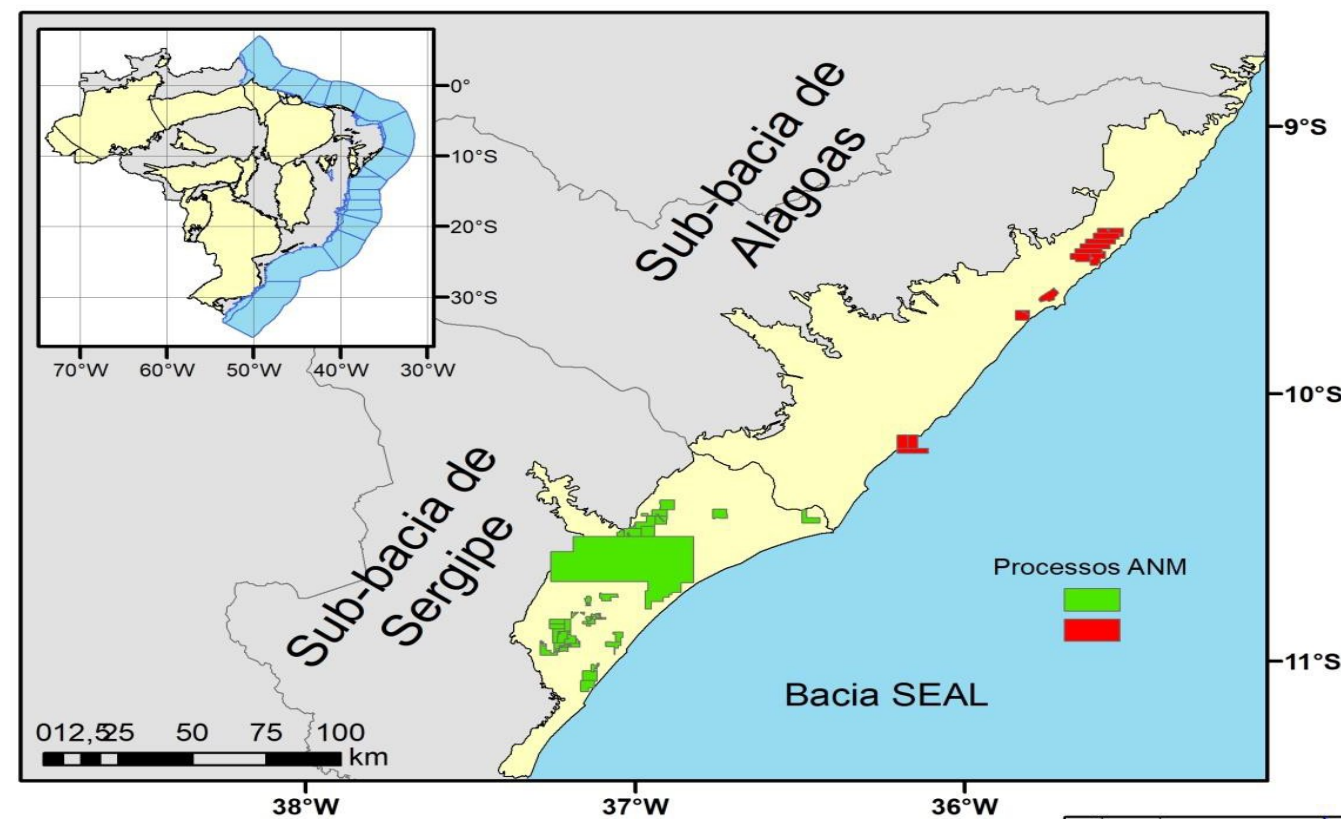 0°
10°S
20°S
30°S
70°W 60°W 50°W 40°W 30°W
Sub-bacia de
Alagoas
9°S
10°S
11°S
Sub-bacia de
Sergipe
Processos ANM
Bacia SEAL
012,525 50 75 100
km
38°W 37°W 36°W